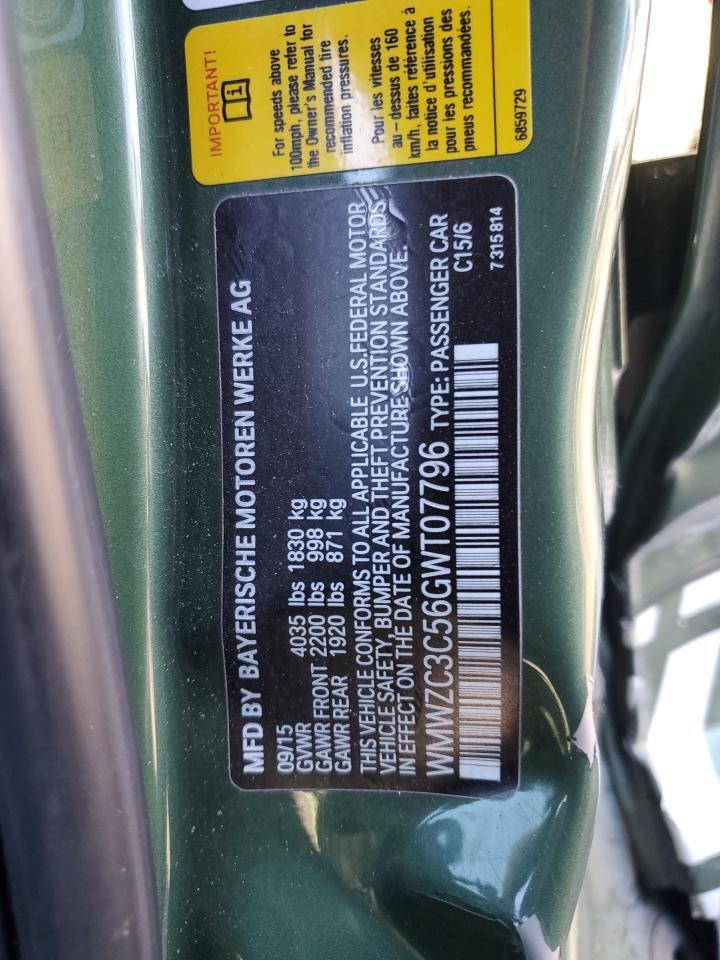 IMPORTANT!
For speeds above
100mph, please refer to
the Owner's Manual for
recommended tire
inflation pressures.
Pour les vitesses
au-dessus de 160
km/h, faites référence à
la notice d'utilisation
pour les pressions des
pneus recommandées.
6859729
MFD BY BAYERISCHE MOTOREN WERKE AG
09/15
GVWR 4035 lbs 1830 kg
GAWR FRONT 2200 lbs 998 kg
GAWR REAR 1920 lbs 871 kg
THIS VEHICLE CONFORMS TO ALL APPLICABLE U.S.FEDERAL MOTOR
VEHICLE SAFETY, BUMPER AND THEFT PREVENTION STANDARDS
IN EFFECT ON THE DATE OF MANUFACTURE SHOWN ABOVE.
WMWZC3C56GWT07796 TYPE: PASSENGER CAR
C15/6
7315814